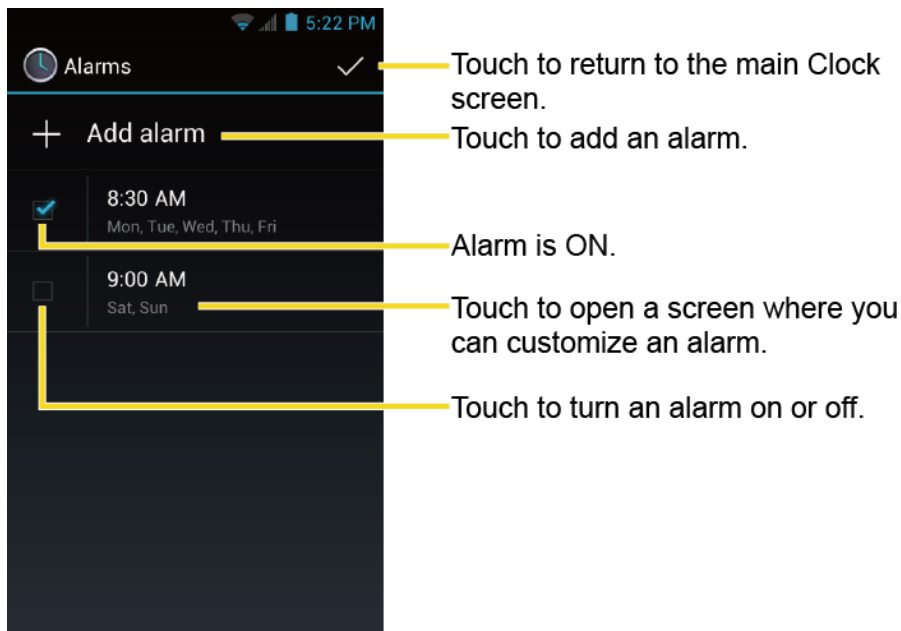 5:22 PM
Alarms
Touch to return to the main Clock
screen.
Add alarm
Touch to add an alarm.
8:30 AM
Mon, Tue, Wed, Thu, Fri
Alarm is ON.
9:00 AM
Sat, Sun
Touch to open a screen where you
can customize an alarm.
Touch to turn an alarm on or off.